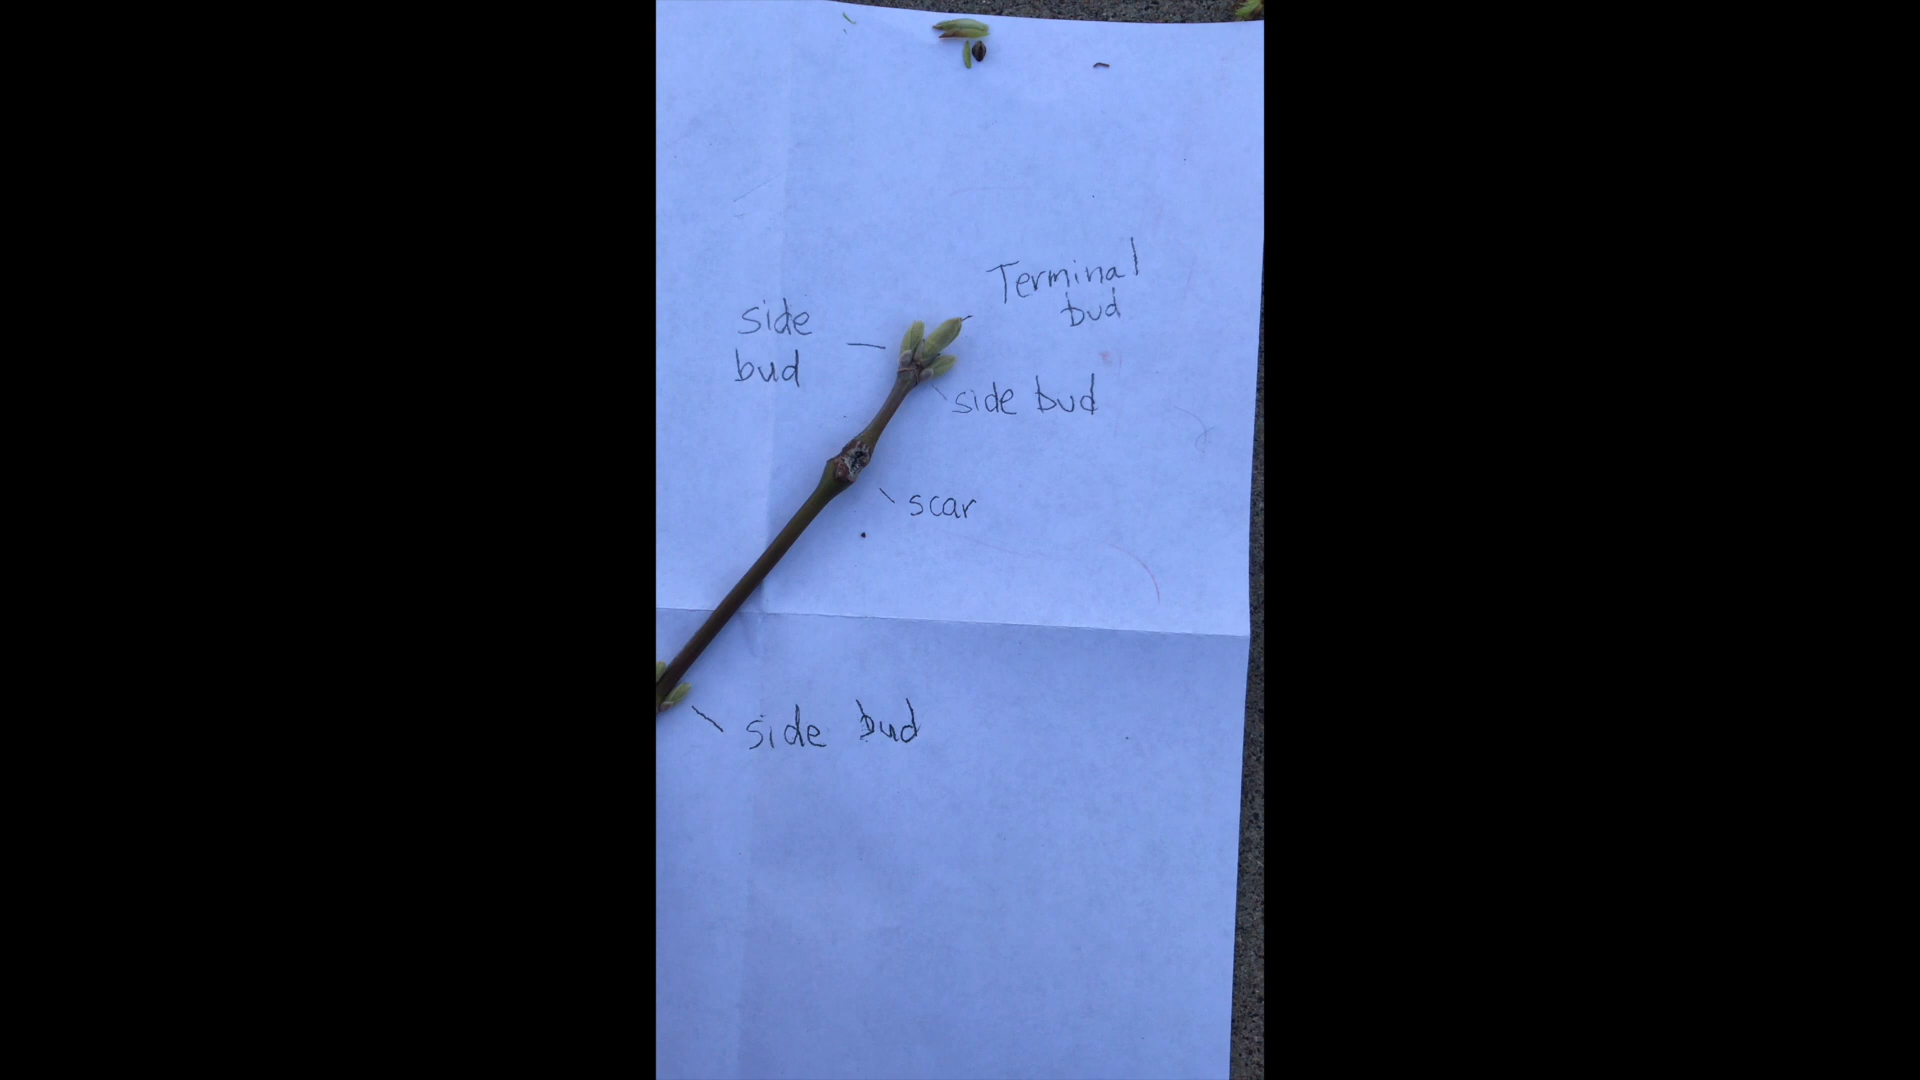 Terminal
bud
side
bud
side bud
scar
side bud